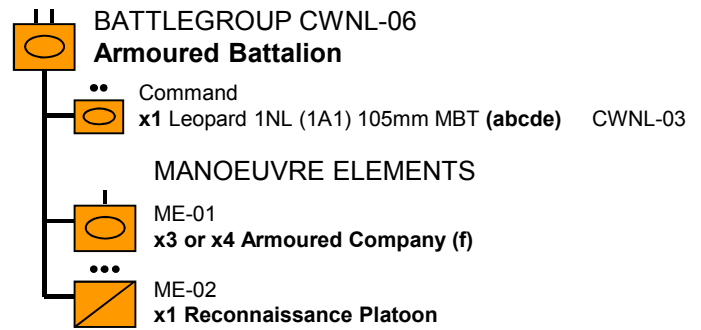 BATTLEGROUP CWNL-06
Armoured Battalion
Command
x1 Leopard 1NL (1A1) 105mm MBT (abcde) CWNL-03
MANOEUVRE ELEMENTS
ME-01
x3 or x4 Armoured Company (f)
ME-02
x1 Reconnaissance Platoon